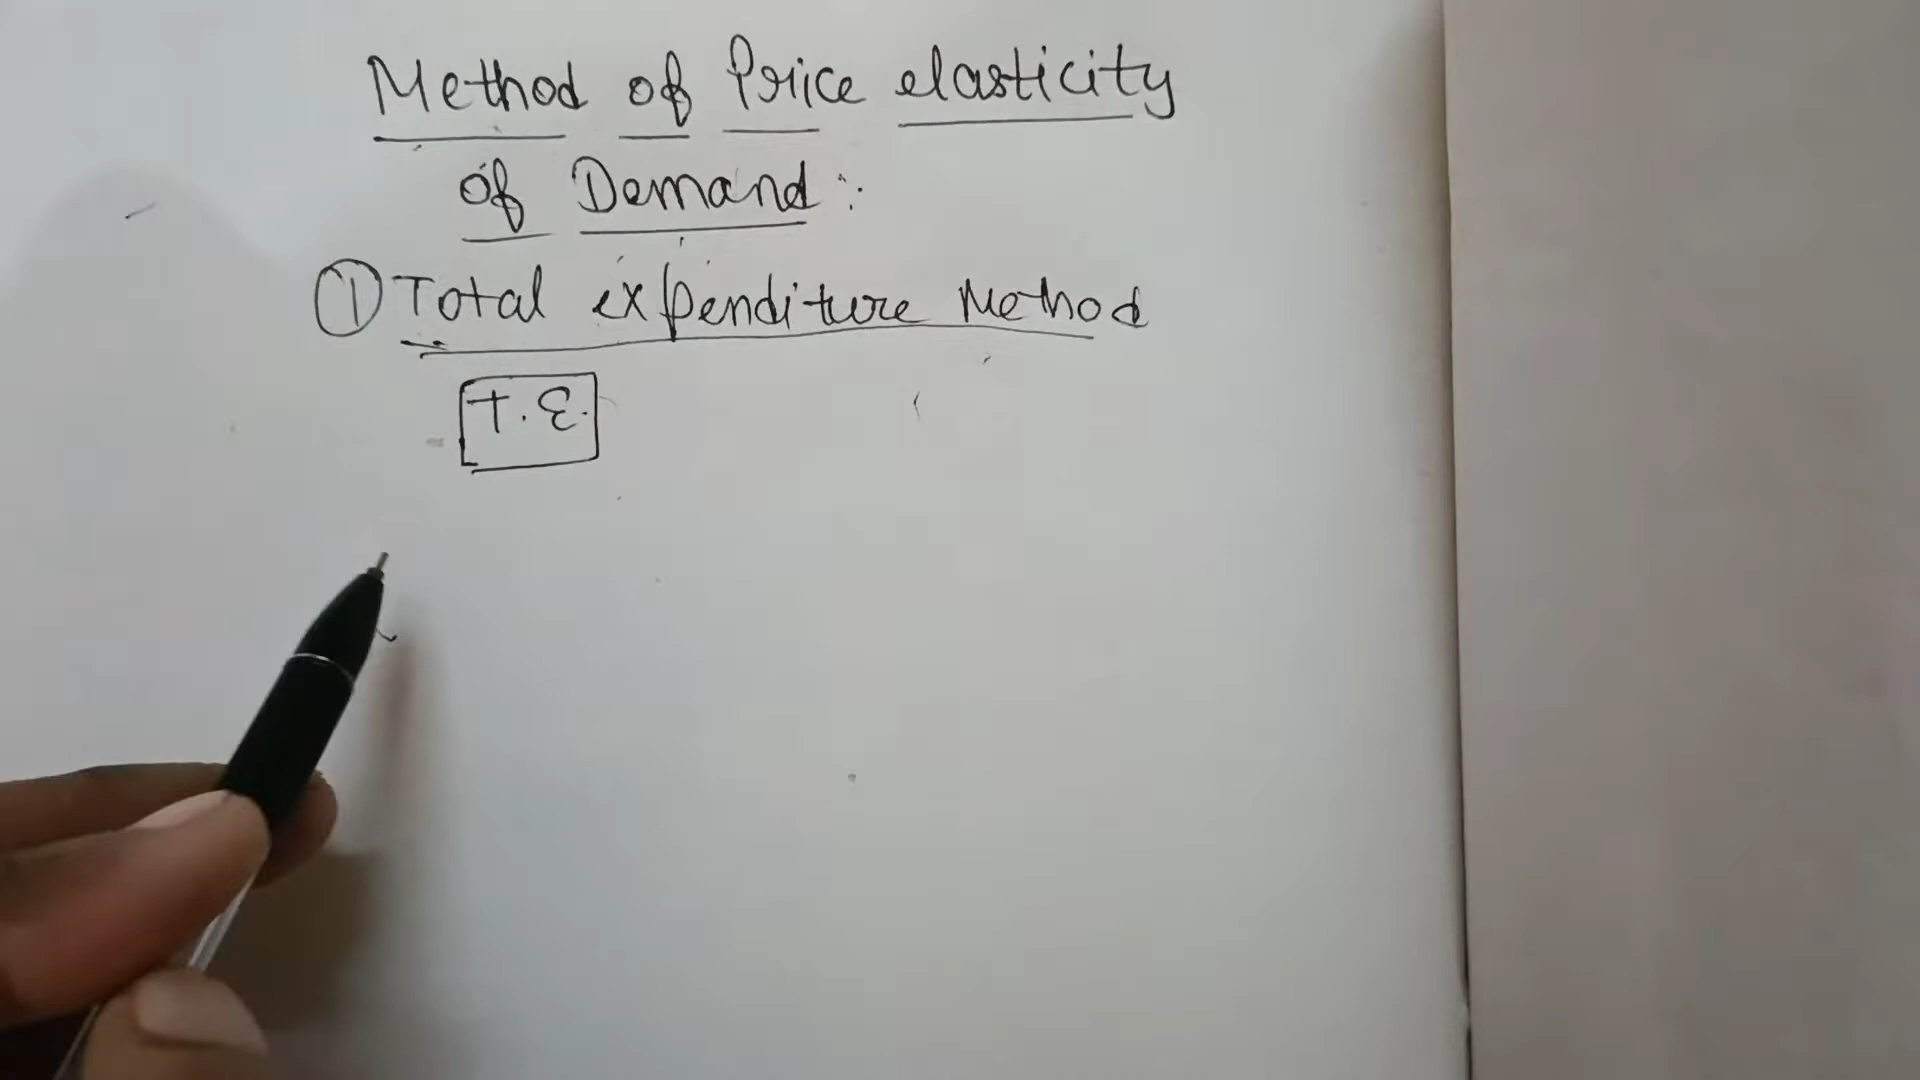 Method of Price elasticity
of Demand :
① Total expenditure Method
T.E.